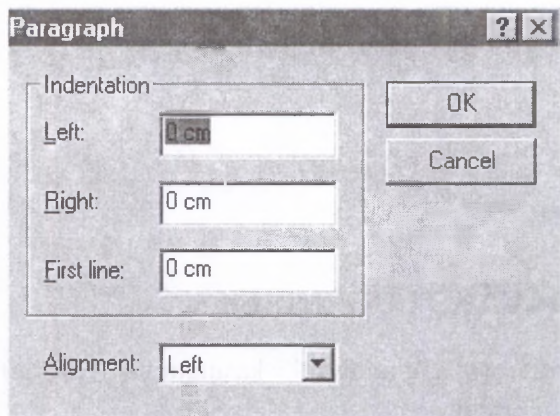 Paragraph
Indentation
Left: 0 cm
Right: 0 cm
First line: 0 cm
Alignment: Left
OK
Cancel